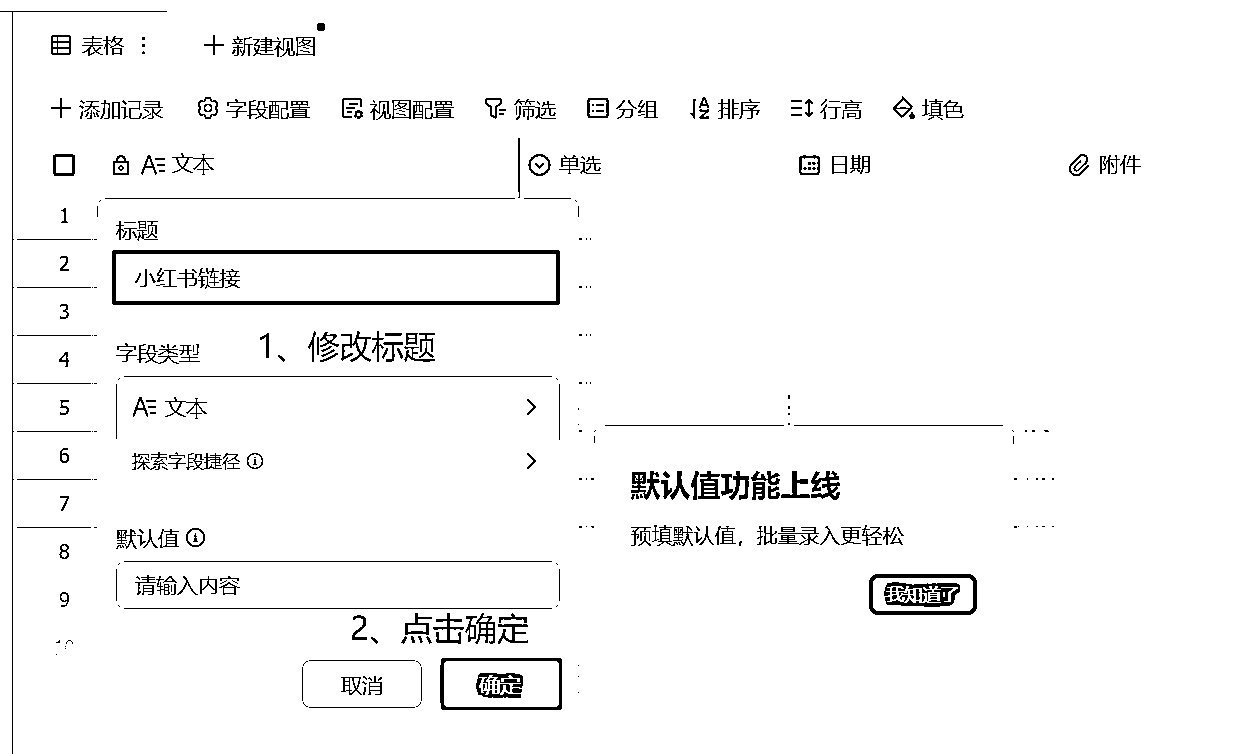 表格
新建视图
添加记录 字段配置 视图配置 筛选 分组 排序 行高 填色
文本 单选 日期 附件
1
标题
2
小红书链接
3
字段类型
1、修改标题
4
5
文本
6
探索字段捷径
7
默认值功能上线
默认值
预填默认值，批量录入更轻松
8
请输入内容
我知道了
9
2、点击确定
取消 确定